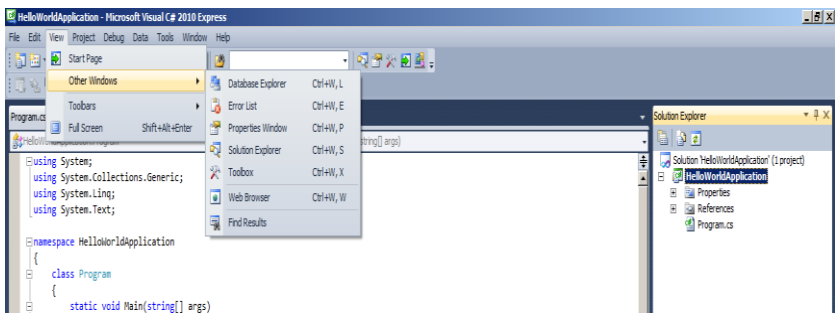 HelloWorldApplication - Microsoft Visual C# 2010 Express
File Edit View Project Debug Data Tools Window Help
Start Page
Other Windows
Toolbars
Full Screen Shift+Alt+Enter
Database Explorer Ctrl+W, L
Error List Ctrl+W, E
Properties Window Ctrl+W, P
Solution Explorer Ctrl+W, S
Toolbox Ctrl+W, X
Web Browser Ctrl+W, W
Find Results
Program.cs
string[] args)
using System;
using System.Collections.Generic;
using System.Linq;
using System.Text;
namespace HelloWorldApplication
{
class Program
{
static void Main(string[] args)
Solution Explorer
Solution 'HelloWorldApplication' (1 project)
HelloWorldApplication
Properties
References
Program.cs